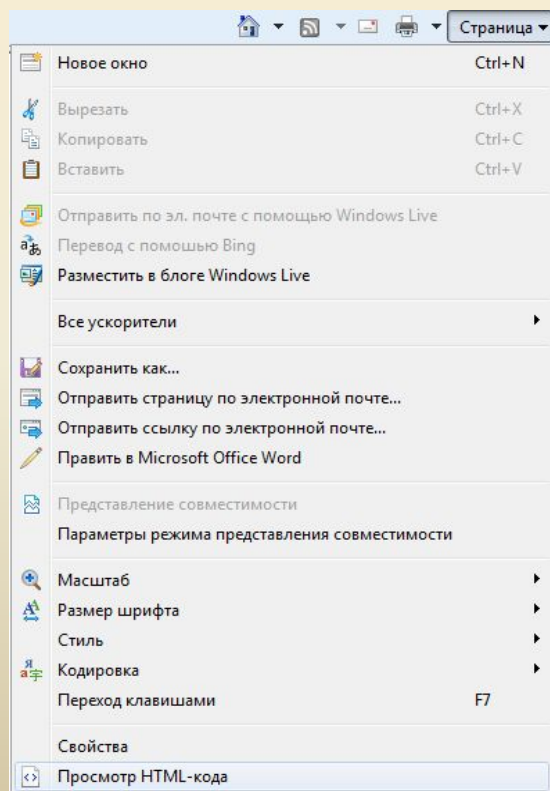 Страница
Новое окно Ctrl+N
Вырезать Ctrl+X
Копировать Ctrl+C
Вставить Ctrl+V
Отправить по эл. почте с помощью Windows Live
Перевод с помошью Bing
Разместить в блоге Windows Live
Все ускорители
Сохранить как...
Отправить страницу по электронной почте...
Отправить ссылку по электронной почте...
Править в Microsoft Office Word
Представление совместимости
Параметры режима представления совместимости
Масштаб
Размер шрифта
Стиль
Кодировка
Переход клавишами F7
Свойства
Просмотр HTML-кода